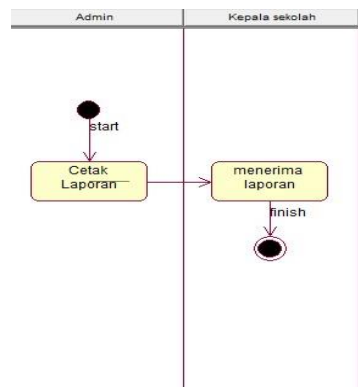 Admin
Kepala sekolah
start
Cetak
Laporan
menerima
laporan
finish